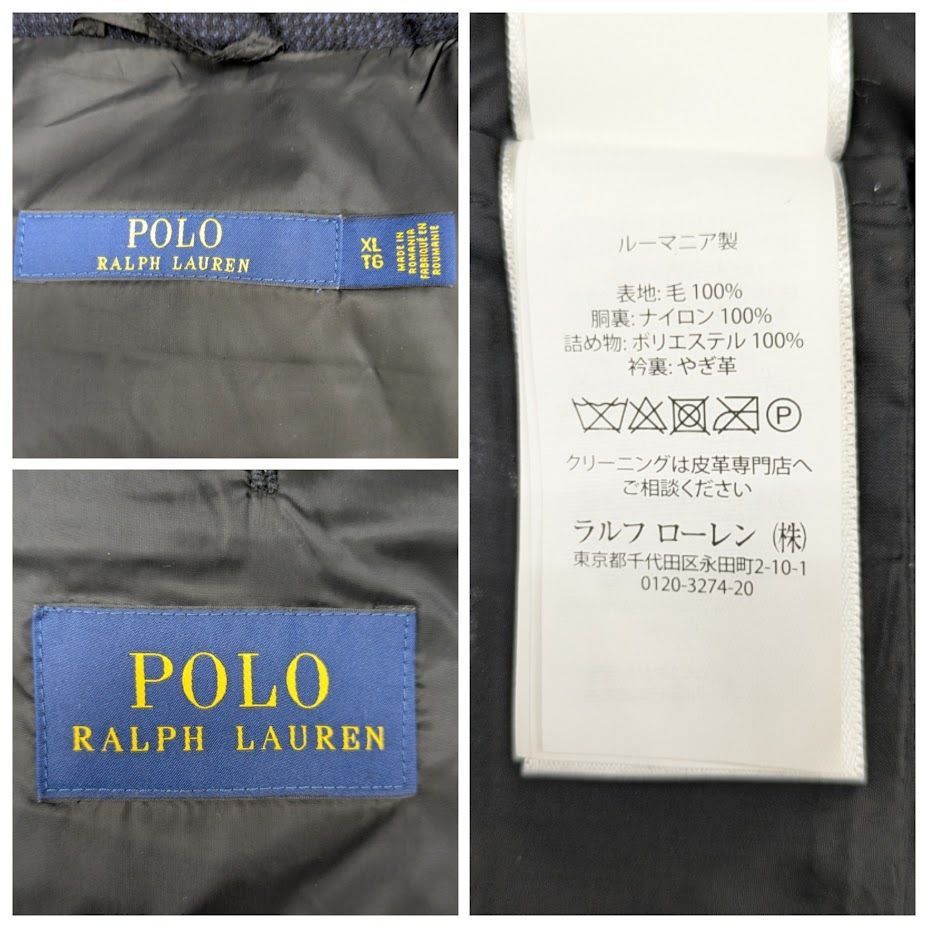 POLO
RALPH LAUREN
XL
TG
MADE IN
ROMANIA
FABRIQUÉ EN
ROUMANIE
POLO
RALPH LAUREN
ルーマニア製
表地: 毛 100%
胴裏: ナイロン 100%
詰め物: ポリエステル 100%
衿裏: やぎ革
P
クリーニングは皮革専門店へ
ご相談ください
ラルフ ローレン (株)
東京都千代田区永田町2-10-1
0120-3274-20